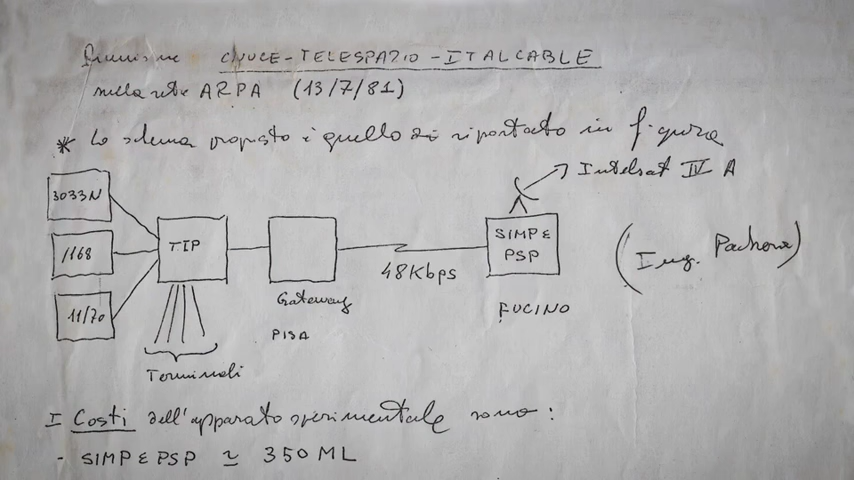 Riunione CNUCE-TELESPAZIO-ITALCABLE
sulla rete ARPA (13/7/81)
* Lo schema proposto è quello di riportato in figura
Intelsat IV A
3033N
1168
11/70
TIP
SIMP E
PSP
48Kbps
Gateway
PISA
FUCINO
Terminali
I Costi dell'apparato sperimentale sono:
- SIMP E PSP ≃ 350 ML
(Ing.